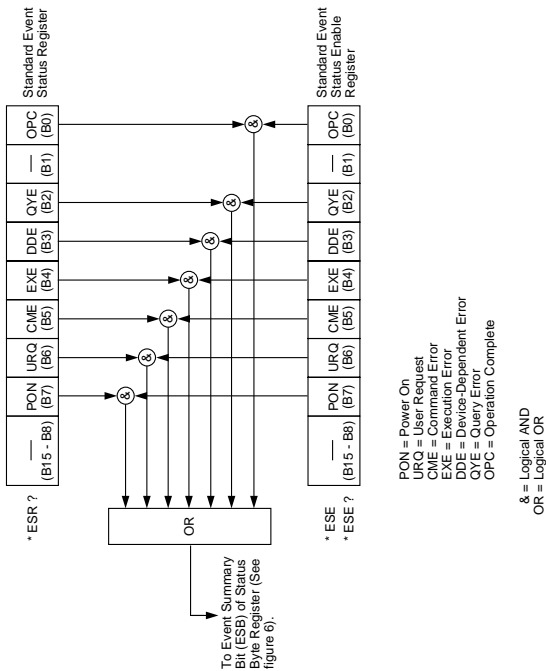 * ESR ?
—
(B15 - B8)
PON
(B7)
URQ
(B6)
CME
(B5)
EXE
(B4)
DDE
(B3)
QYE
(B2)
—
(B1)
OPC
(B0)
Standard Event
Status Register
&
&
&
&
&
&
&
OR
To Event Summary
Bit (ESB) of Status
Byte Register (See
figure 6).
* ESE
* ESE ?
—
(B15 - B8)
PON
(B7)
URQ
(B6)
CME
(B5)
EXE
(B4)
DDE
(B3)
QYE
(B2)
—
(B1)
OPC
(B0)
Standard Event
Status Enable
Register
PON = Power On
URQ = User Request
CME = Command Error
EXE = Execution Error
DDE = Device-Dependent Error
QYE = Query Error
OPC = Operation Complete
& = Logical AND
OR = Logical OR